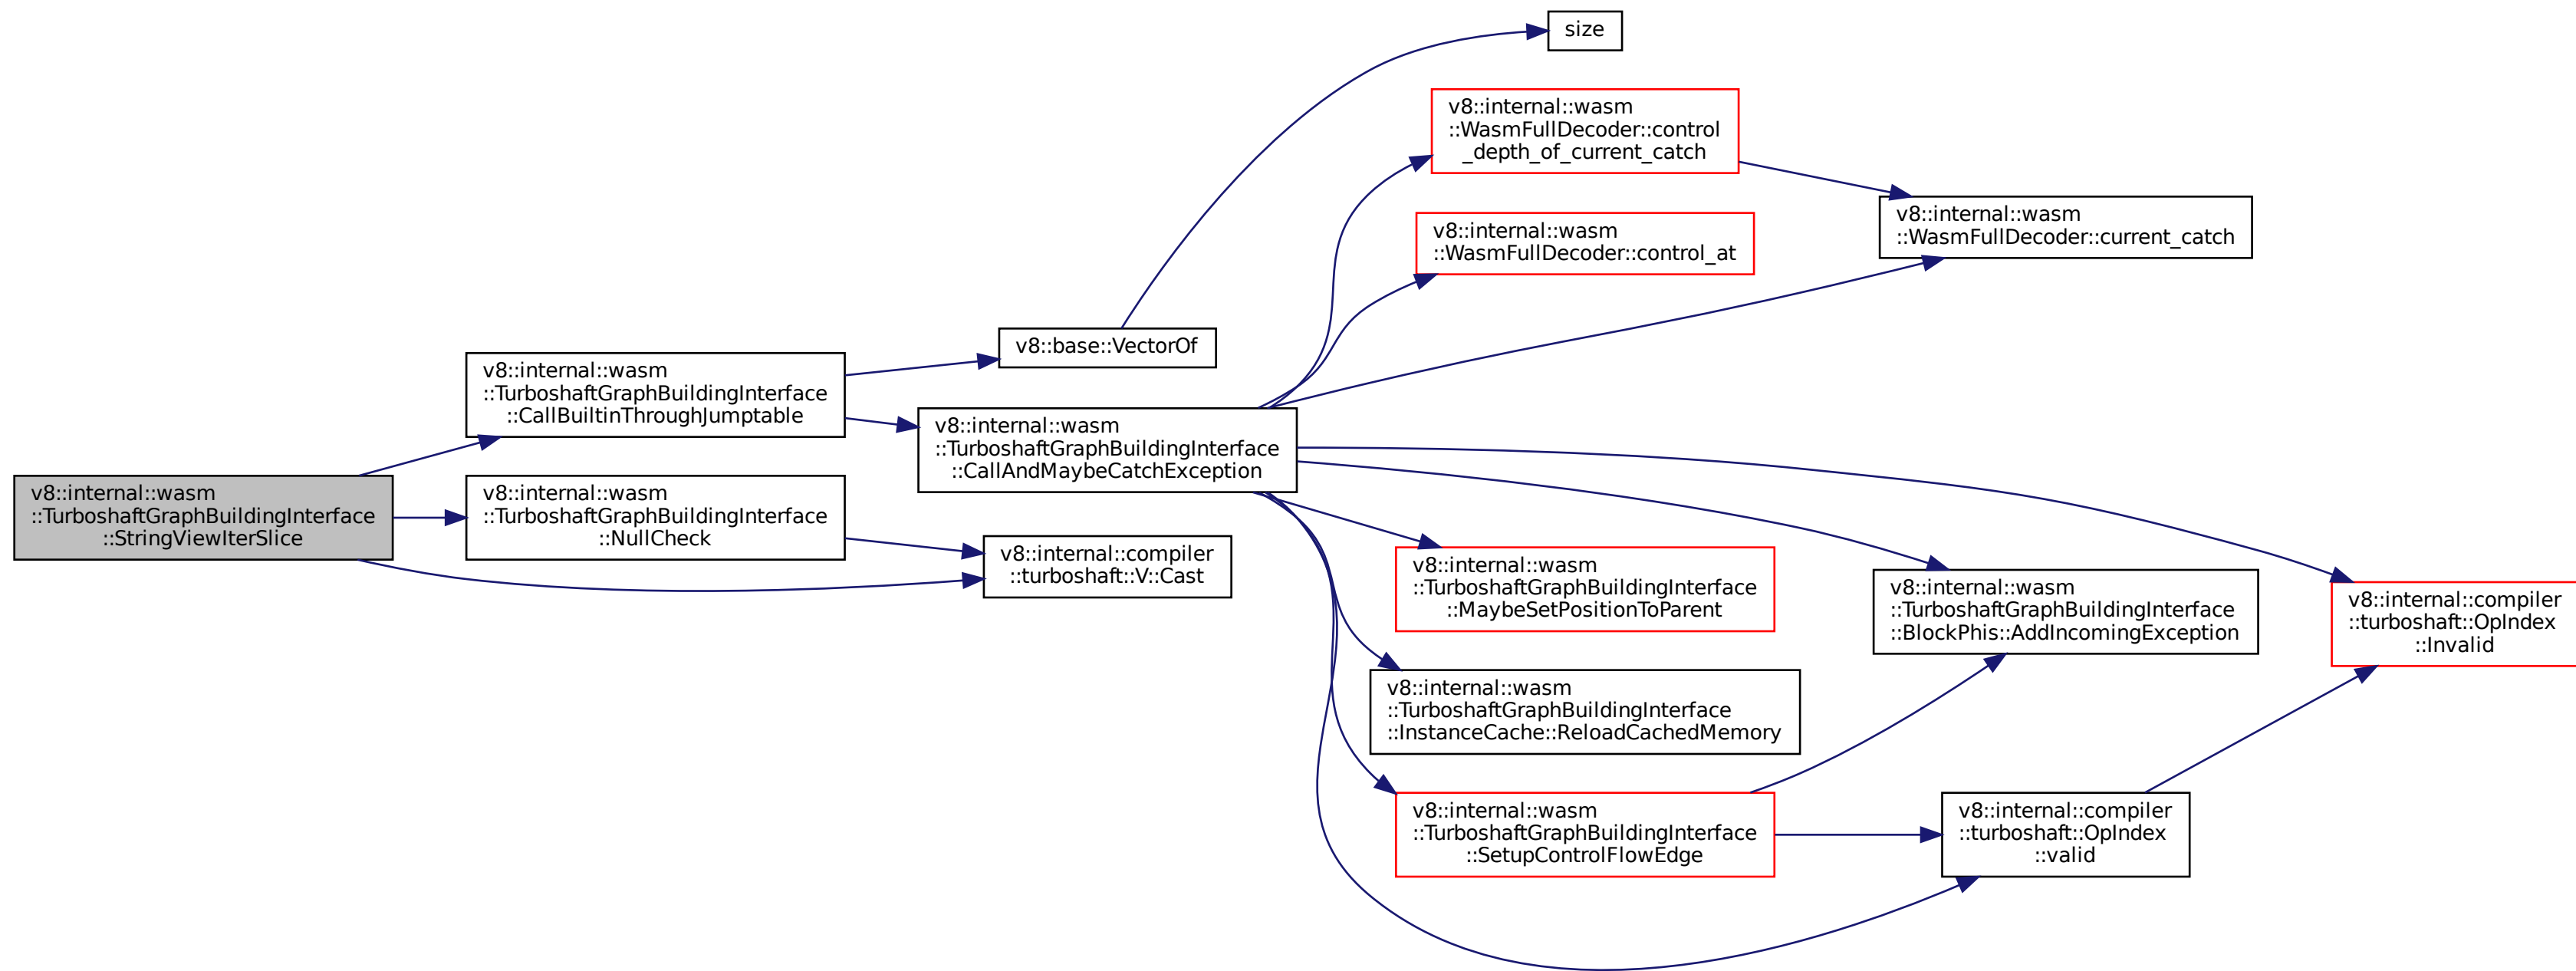 v8::internal::wasm
::TurboshaftGraphBuildingInterface
::StringViewIterSlice
v8::internal::wasm
::TurboshaftGraphBuildingInterface
::CallBuiltinThroughJumptable
v8::internal::wasm
::TurboshaftGraphBuildingInterface
::NullCheck
v8::base::VectorOf
v8::internal::wasm
::TurboshaftGraphBuildingInterface
::CallAndMaybeCatchException
v8::internal::compiler
::turboshaft::V::Cast
size
v8::internal::wasm
::WasmFullDecoder::control
_depth_of_current_catch
v8::internal::wasm
::WasmFullDecoder::control_at
v8::internal::wasm
::WasmFullDecoder::current_catch
v8::internal::wasm
::TurboshaftGraphBuildingInterface
::MaybeSetPositionToParent
v8::internal::wasm
::TurboshaftGraphBuildingInterface
::InstanceCache::ReloadCachedMemory
v8::internal::wasm
::TurboshaftGraphBuildingInterface
::SetupControlFlowEdge
v8::internal::wasm
::TurboshaftGraphBuildingInterface
::BlockPhis::AddIncomingException
v8::internal::compiler
::turboshaft::OpIndex
::valid
v8::internal::compiler
::turboshaft::OpIndex
::Invalid